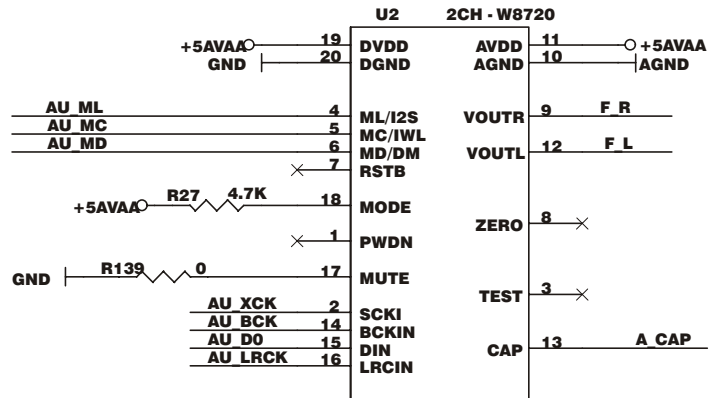 U2 2CH - W8720
+5AVAA 19 DVDD AVDD 11 +5AVAA
GND 20 DGND AGND 10 AGND
AU_ML 4 ML/I2S VOUTR 9 F_R
AU_MC 5 MC/IWL
AU_MD 6 MD/DM VOUTL 12 F_L
7 RSTB
+5AVAA R27 4.7K 18 MODE
ZERO 8
1 PWDN
GND R139 0 17 MUTE
TEST 3
AU_XCK 2 SCKI
AU_BCK 14 BCKIN
AU_D0 15 DIN CAP 13 A_CAP
AU_LRCK 16 LRCIN